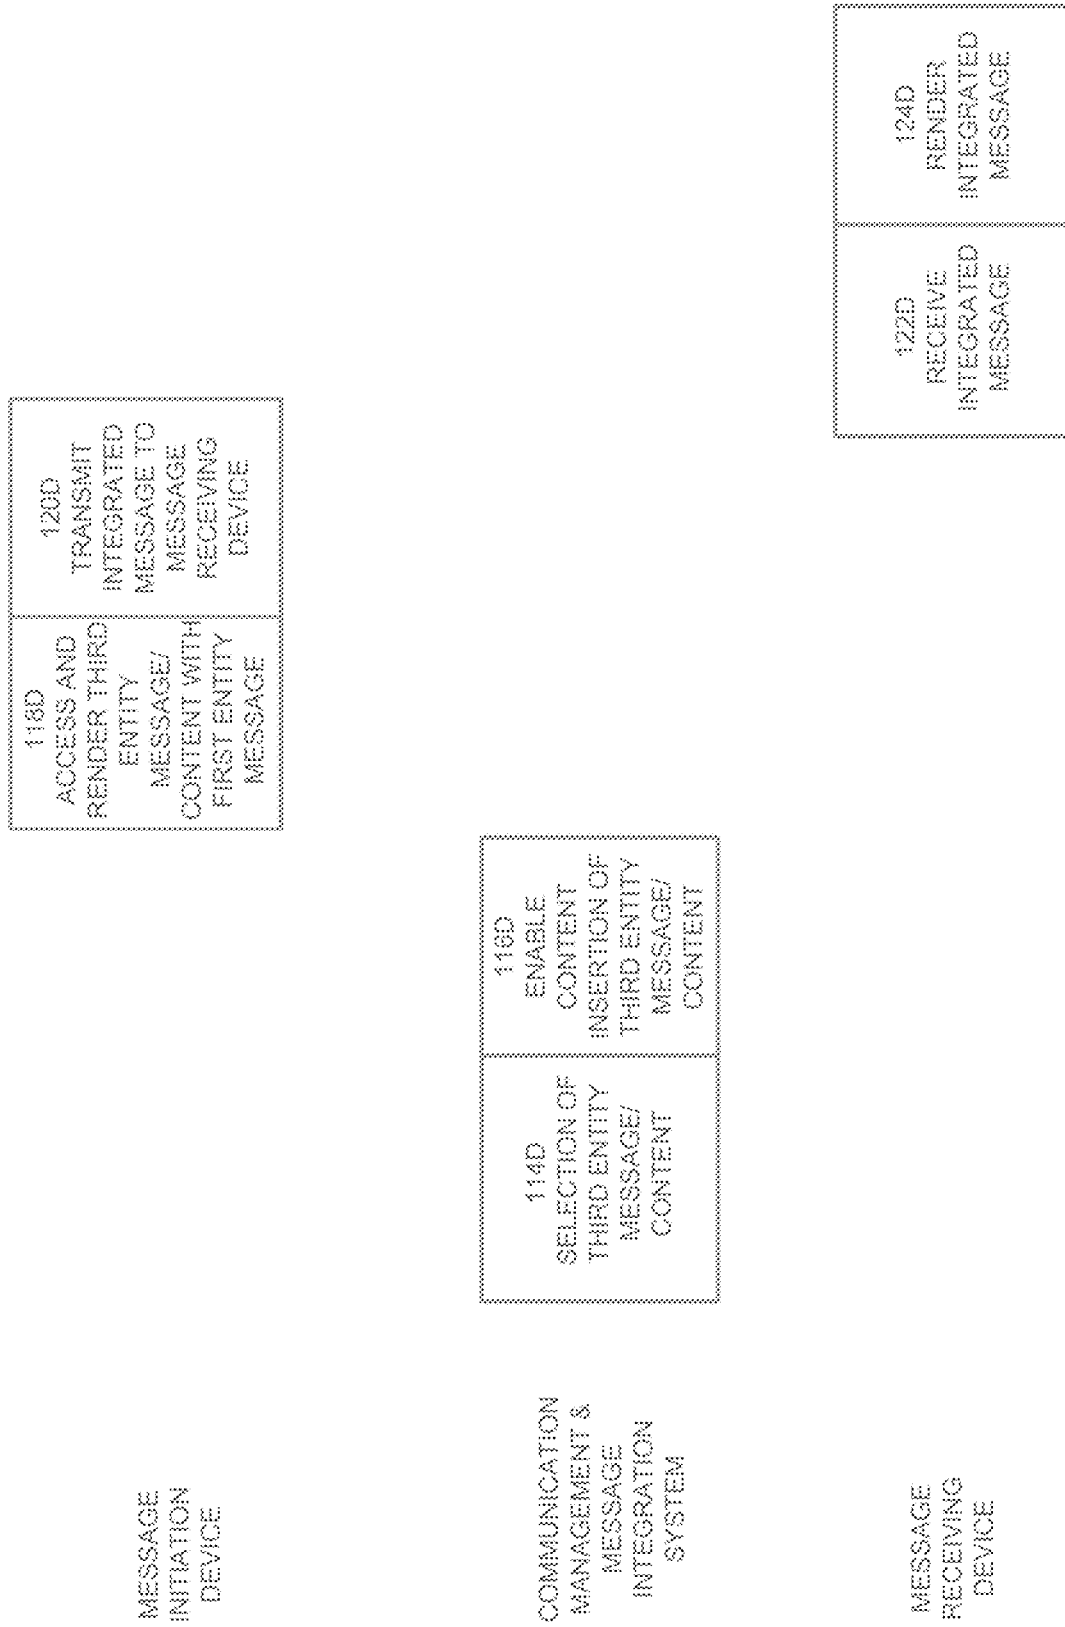 MESSAGE
INITIATION
DEVICE
118D
ACCESS AND
RENDER THIRD
ENTITY
MESSAGE/
CONTENT WITH
FIRST ENTITY
MESSAGE
120D
TRANSMIT
INTEGRATED
MESSAGE TO
MESSAGE
RECEIVING
DEVICE
COMMUNICATION
MANAGEMENT &
MESSAGE
INTEGRATION
SYSTEM
114D
SELECTION OF
THIRD ENTITY
MESSAGE/
CONTENT
116D
ENABLE
CONTENT
INSERTION OF
THIRD ENTITY
MESSAGE/
CONTENT
MESSAGE
RECEIVING
DEVICE
122D
RECEIVE
INTEGRATED
MESSAGE
124D
RENDER
INTEGRATED
MESSAGE